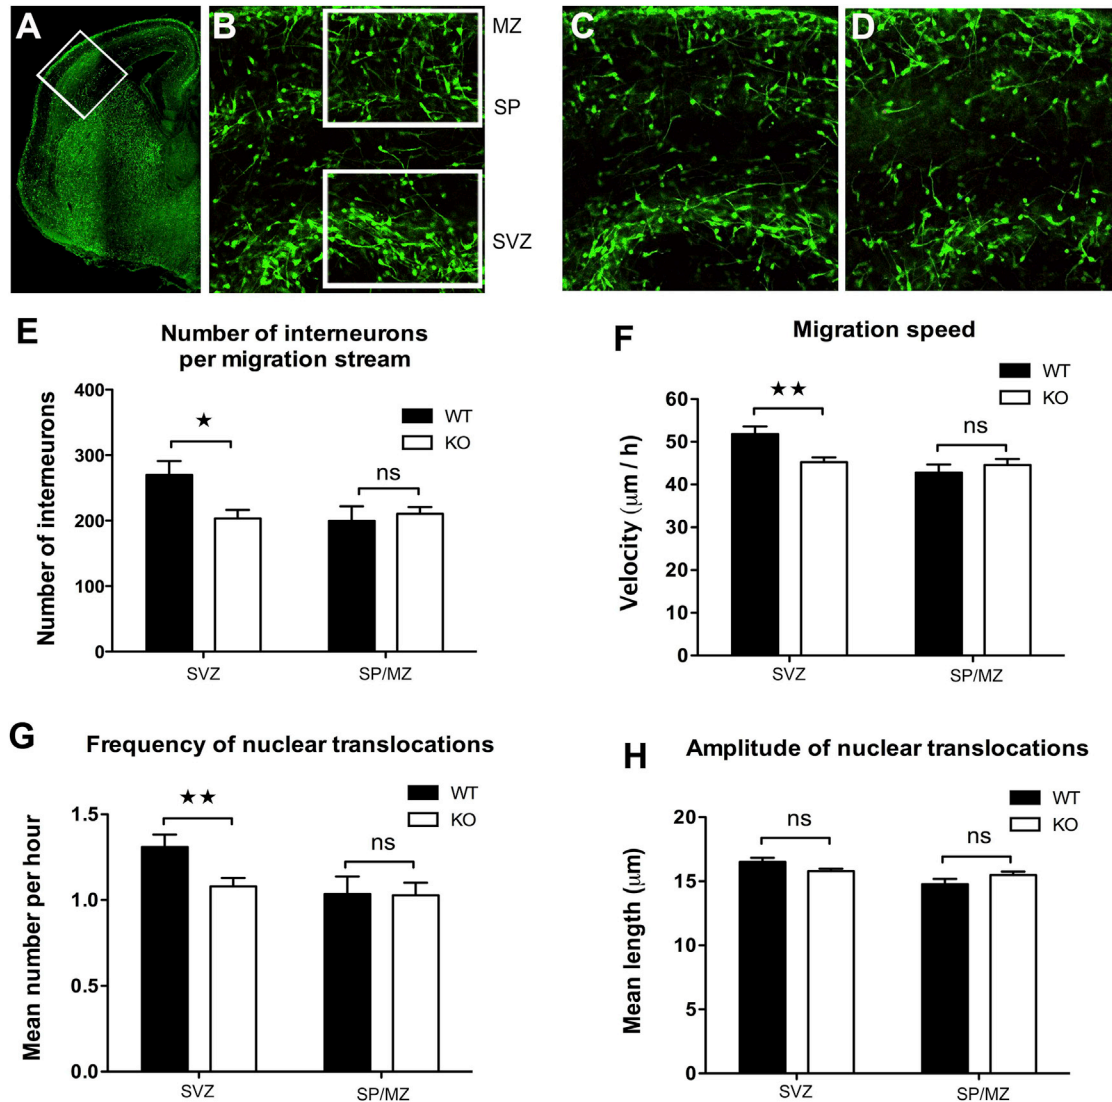 A
B
MZ
SP
SVZ
C
D
E
Number of interneurons
per migration stream
Number of interneurons
400
300
200
100
0
★
ns
WT
KO
SVZ
SP/MZ
F
Migration speed
Velocity (μm / h)
60
50
40
30
20
10
0
★★
ns
WT
KO
SVZ
SP/MZ
G
Frequency of nuclear translocations
Mean number per hour
1.5
1.0
0.5
0.0
★★
ns
WT
KO
SVZ
SP/MZ
H
Amplitude of nuclear translocations
Mean length (μm)
20
15
10
5
0
ns
ns
WT
KO
SVZ
SP/MZ